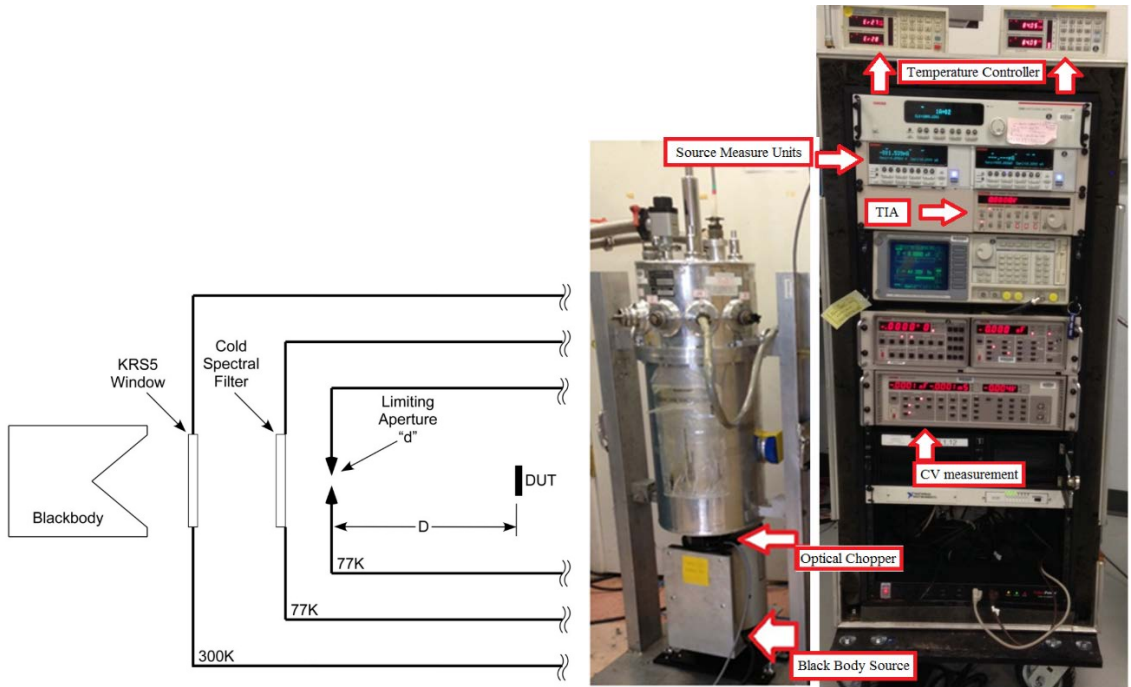 KRS5
Window
Cold
Spectral
Filter
Limiting
Aperture
"d"
DUT
Blackbody
D
77K
77K
300K
Temperature Controller
Source Measure Units
TIA
CV measurement
Optical Chopper
Black Body Source